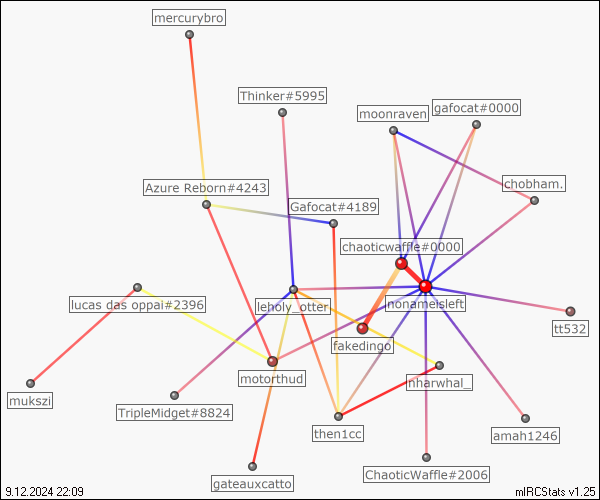 mercurybro
Thinker#5995
moonraven
gafocat#0000
Azure Reborn#4243
Gafocat#4189
chobham.
chaoticwaffle#0000
lucas das oppai#2396
leholy_otter
nonameisleft
tt532
fakedingo
motorthud
nharwhal_
mukszi
TripleMidget#8824
then1cc
amah1246
gateauxcatto
ChaoticWaffle#2006
9.12.2024 22:09
mIRCStats v1.25